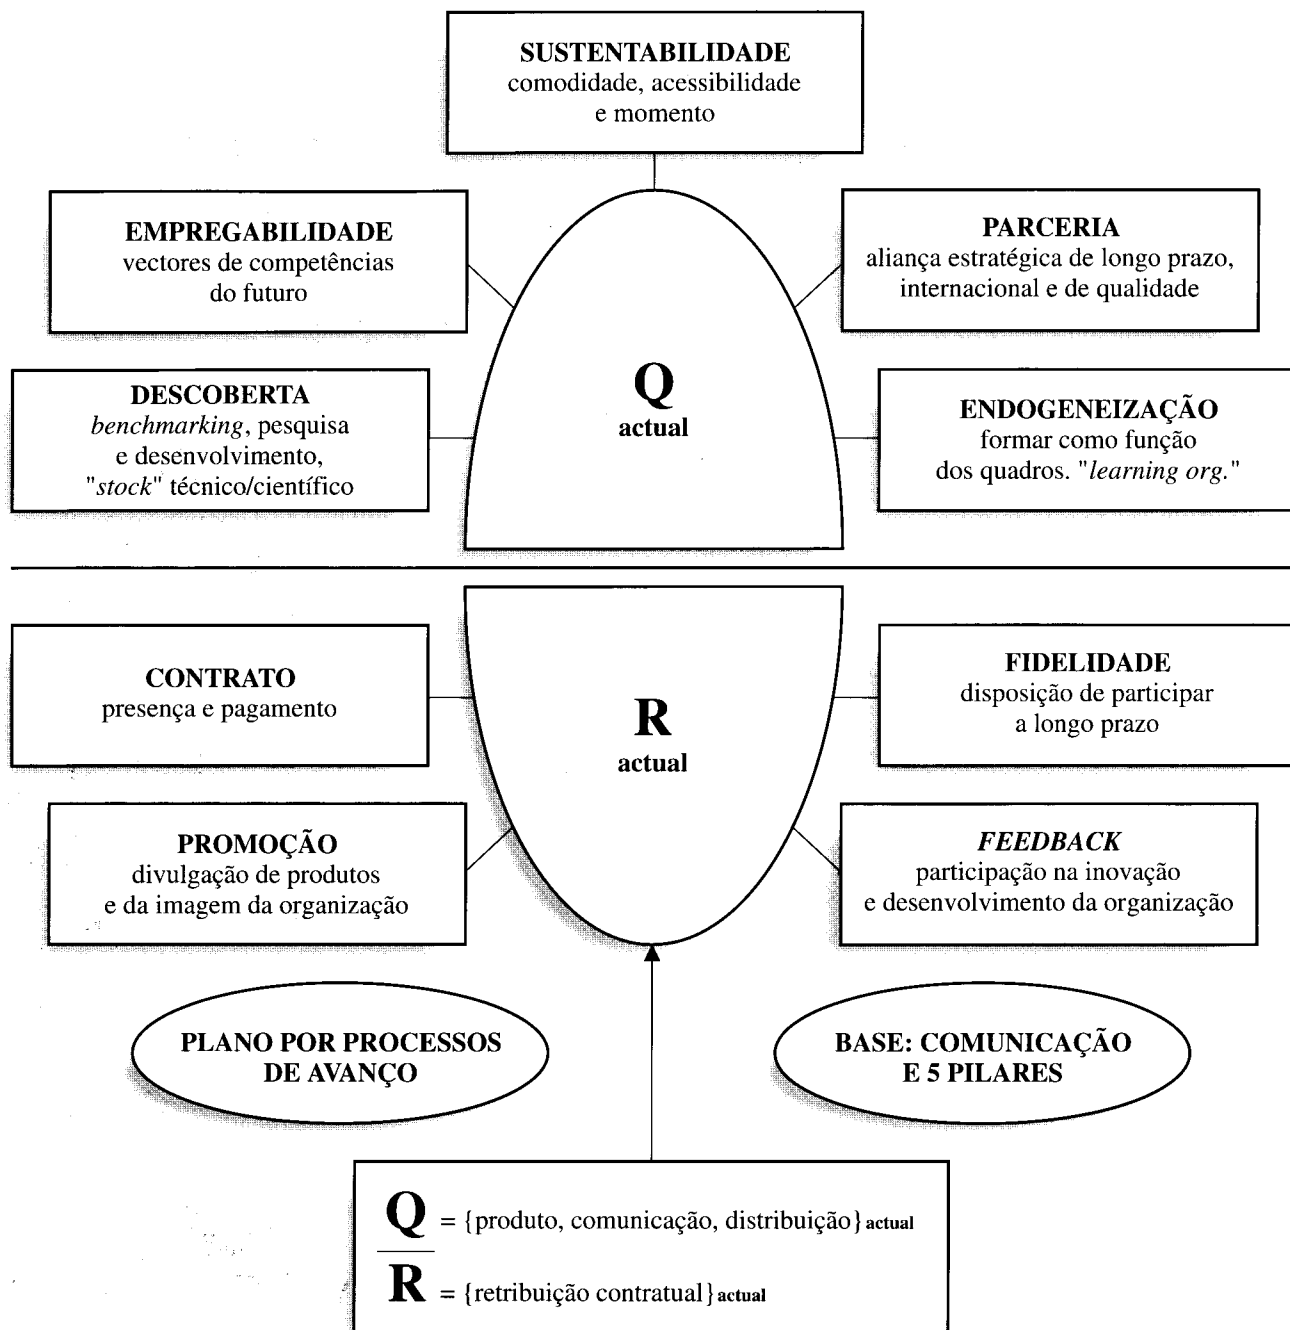 SUSTENTABILIDADE
comodidade, acessibilidade
e momento
EMPREGABILIDADE
vectores de competências
do futuro
PARCERIA
aliança estratégica de longo prazo,
internacional e de qualidade
DESCOBERTA
benchmarking, pesquisa
e desenvolvimento,
"stock" técnico/científico
Q
actual
ENDOGENEIZAÇÃO
formar como função
dos quadros. "learning org."
CONTRATO
presença e pagamento
R
actual
FIDELIDADE
disposição de participar
a longo prazo
PROMOÇÃO
divulgação de produtos
e da imagem da organização
FEEDBACK
participação na inovação
e desenvolvimento da organização
PLANO POR PROCESSOS
DE AVANÇO
BASE: COMUNICAÇÃO
E 5 PILARES
Q = {produto, comunicação, distribuição} actual
R = {retribuição contratual} actual